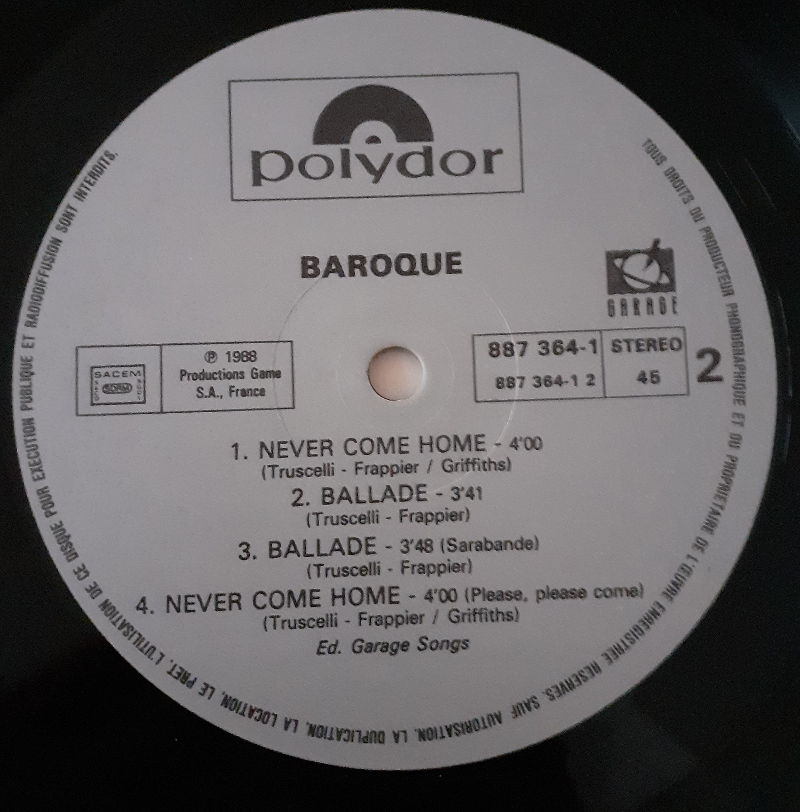 polydor
BAROQUE
GARAGE
SACEM
SDRM
℗ 1988
Productions Game
S.A., France
887 364-1
887 364-1 2
STEREO
45
2
1. NEVER COME HOME - 4'00
(Truscelli - Frappier / Griffiths)
2. BALLADE - 3'41
(Truscelli - Frappier)
3. BALLADE - 3'48 (Sarabande)
(Truscelli - Frappier)
4. NEVER COME HOME - 4'00 (Please, please come)
(Truscelli - Frappier / Griffiths)
Ed. Garage Songs
TOUS DROITS DU PRODUCTEUR PHONOGRAPHIQUE ET DU PROPRIETAIRE DE L'ŒUVRE ENREGISTREE RESERVES. SAUF AUTORISATION, LA DUPLICATION, LA LOCATION, LE PRET, L'UTILISATION DE CE DISQUE POUR EXECUTION PUBLIQUE ET RADIODIFFUSION SONT INTERDITS.